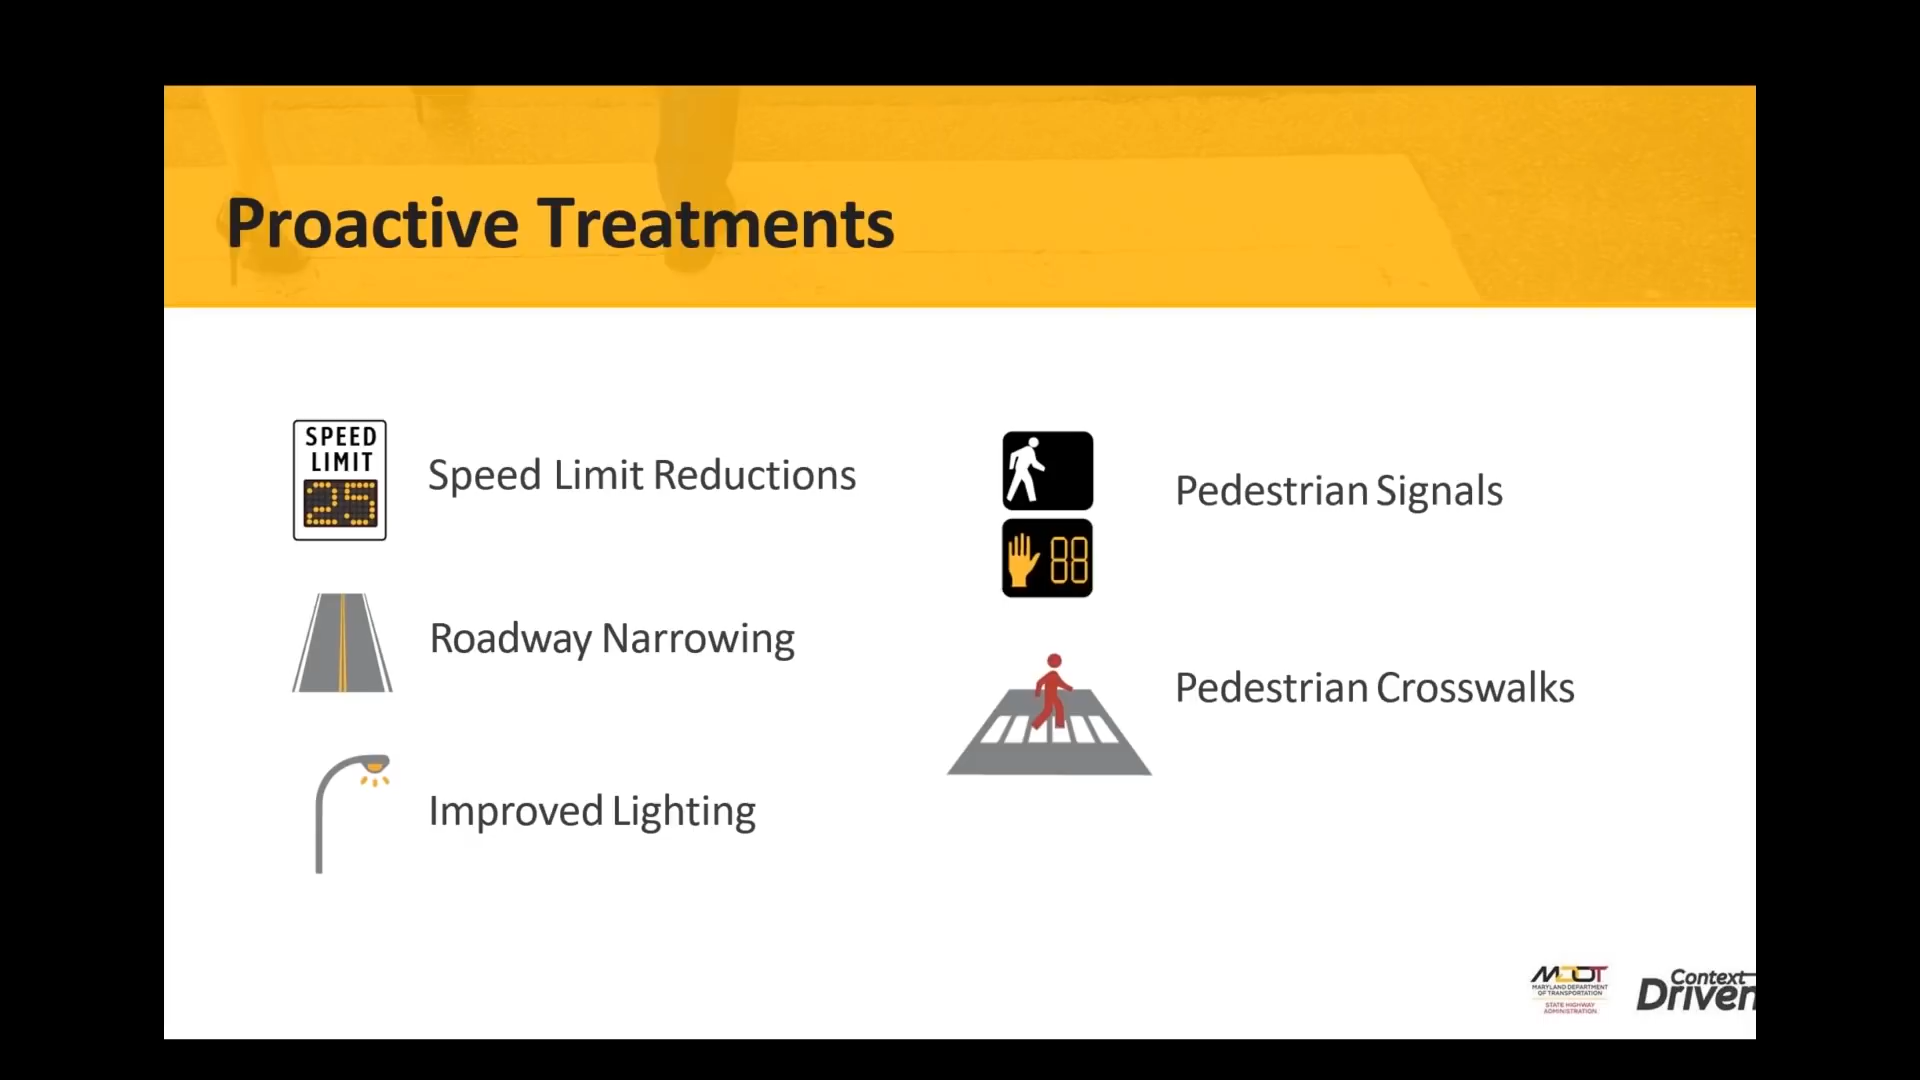 Proactive Treatments
SPEED
LIMIT
25
Speed Limit Reductions
Roadway Narrowing
Improved Lighting
88
Pedestrian Signals
Pedestrian Crosswalks
MDOT
MARYLAND DEPARTMENT
OF TRANSPORTATION
STATE HIGHWAY
ADMINISTRATION
Context
Driven